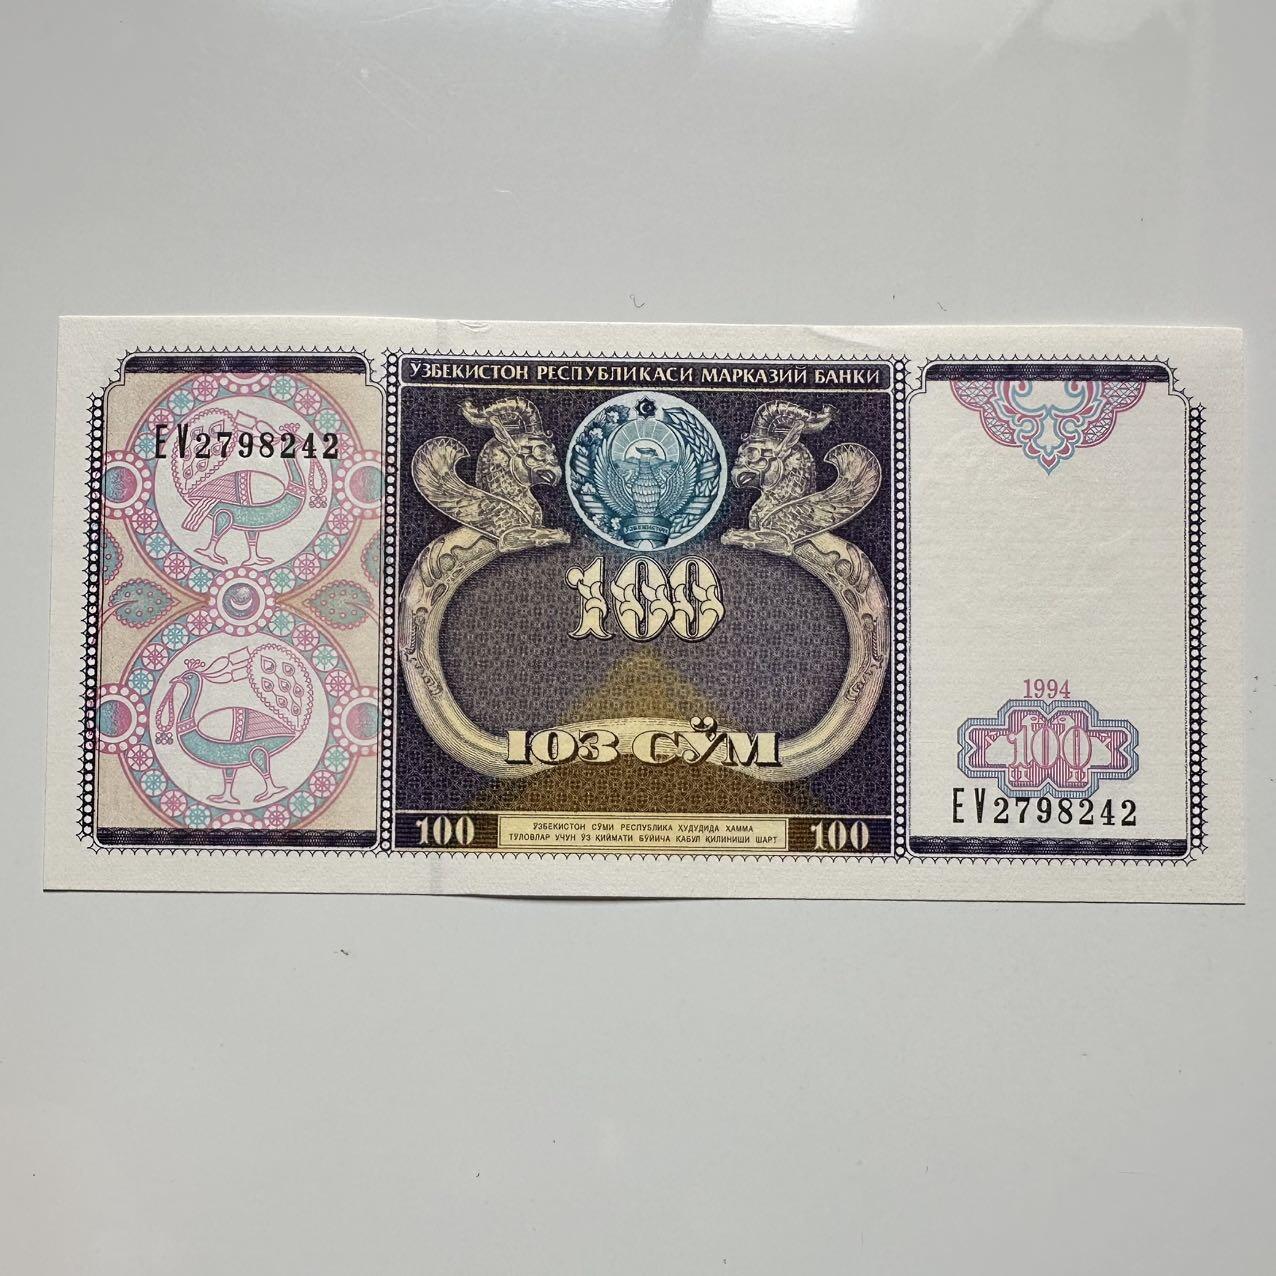 ЎЗБЕКИСТОН РЕСПУБЛИКАСИ МАРКАЗИЙ БАНКИ
EV2798242
ЎЗБЕКИСТОН
100
ЮЗ СЎМ
1994
100
EV2798242
100
ЎЗБЕКИСТОН СЎМИ РЕСПУБЛИКА ҲУДУДИДА ҲАММА
ТЎЛОВЛАР УЧУН ЎЗ ҚИЙМАТИ БЎЙИЧА ҚАБУЛ ҚИЛИНИШИ ШАРТ
100